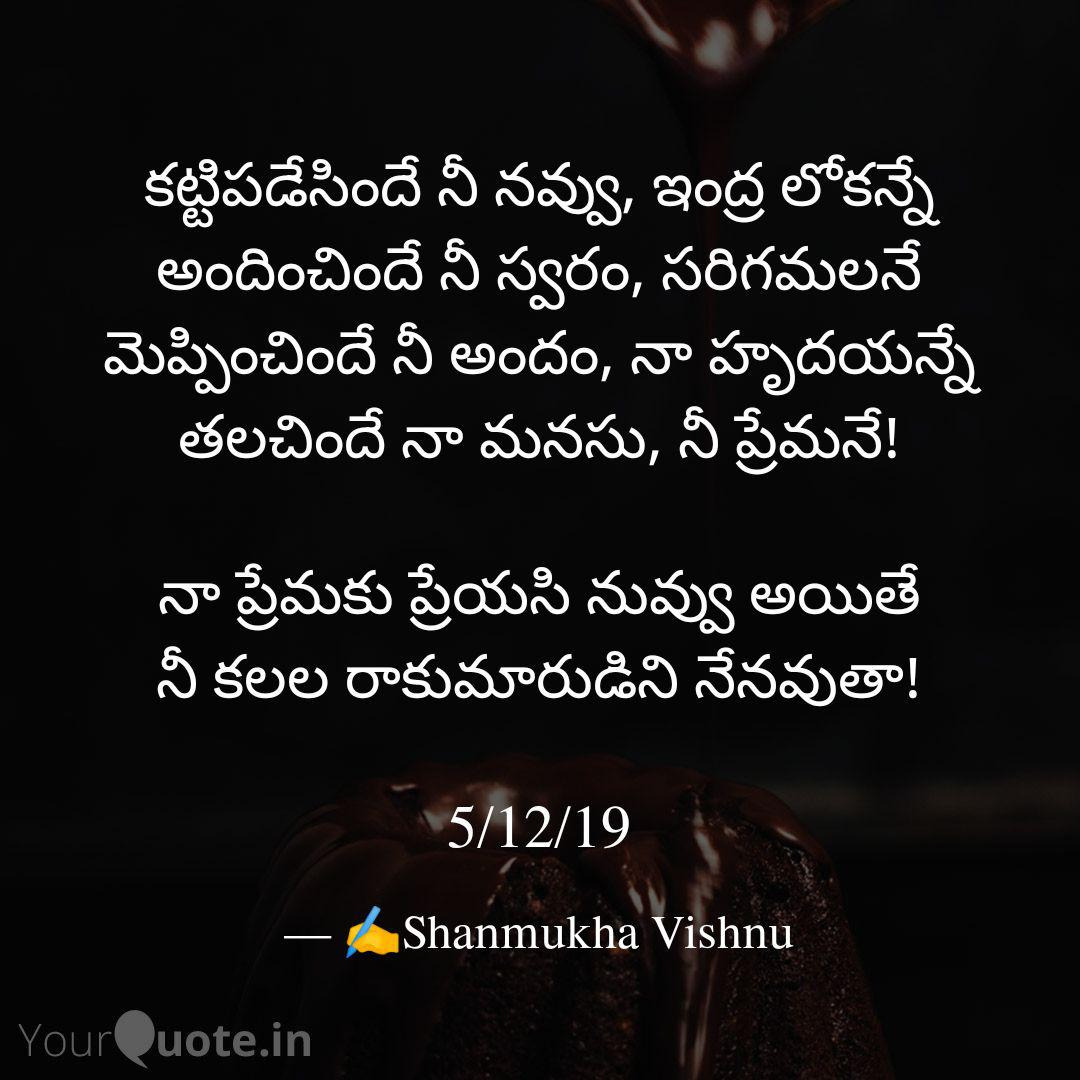 కట్టిపడేసిందే నీ నవ్వు, ఇంద్ర లోకన్నే
అందించిందే నీ స్వరం, సరిగమలనే
మెప్పించిందే నీ అందం, నా హృదయన్నే
తలచిందే నా మనసు, నీ ప్రేమనే!
నా ప్రేమకు ప్రేయసి నువ్వు అయితే
నీ కలల రాకుమారుడిని నేనవుతా!
5/12/19
— ✍️Shanmukha Vishnu
YourQuote.in